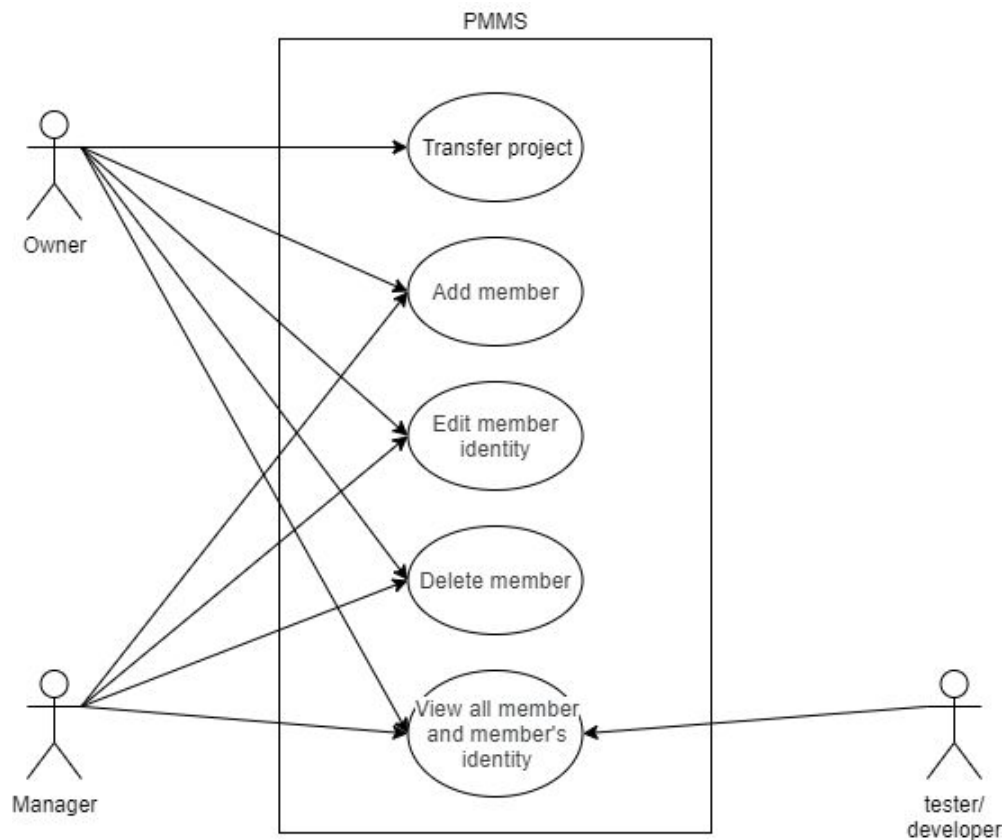 PMMS
Transfer project
Owner
Add member
Edit member
identity
Delete member
View all member
and member's
identity
Manager
tester/
developer